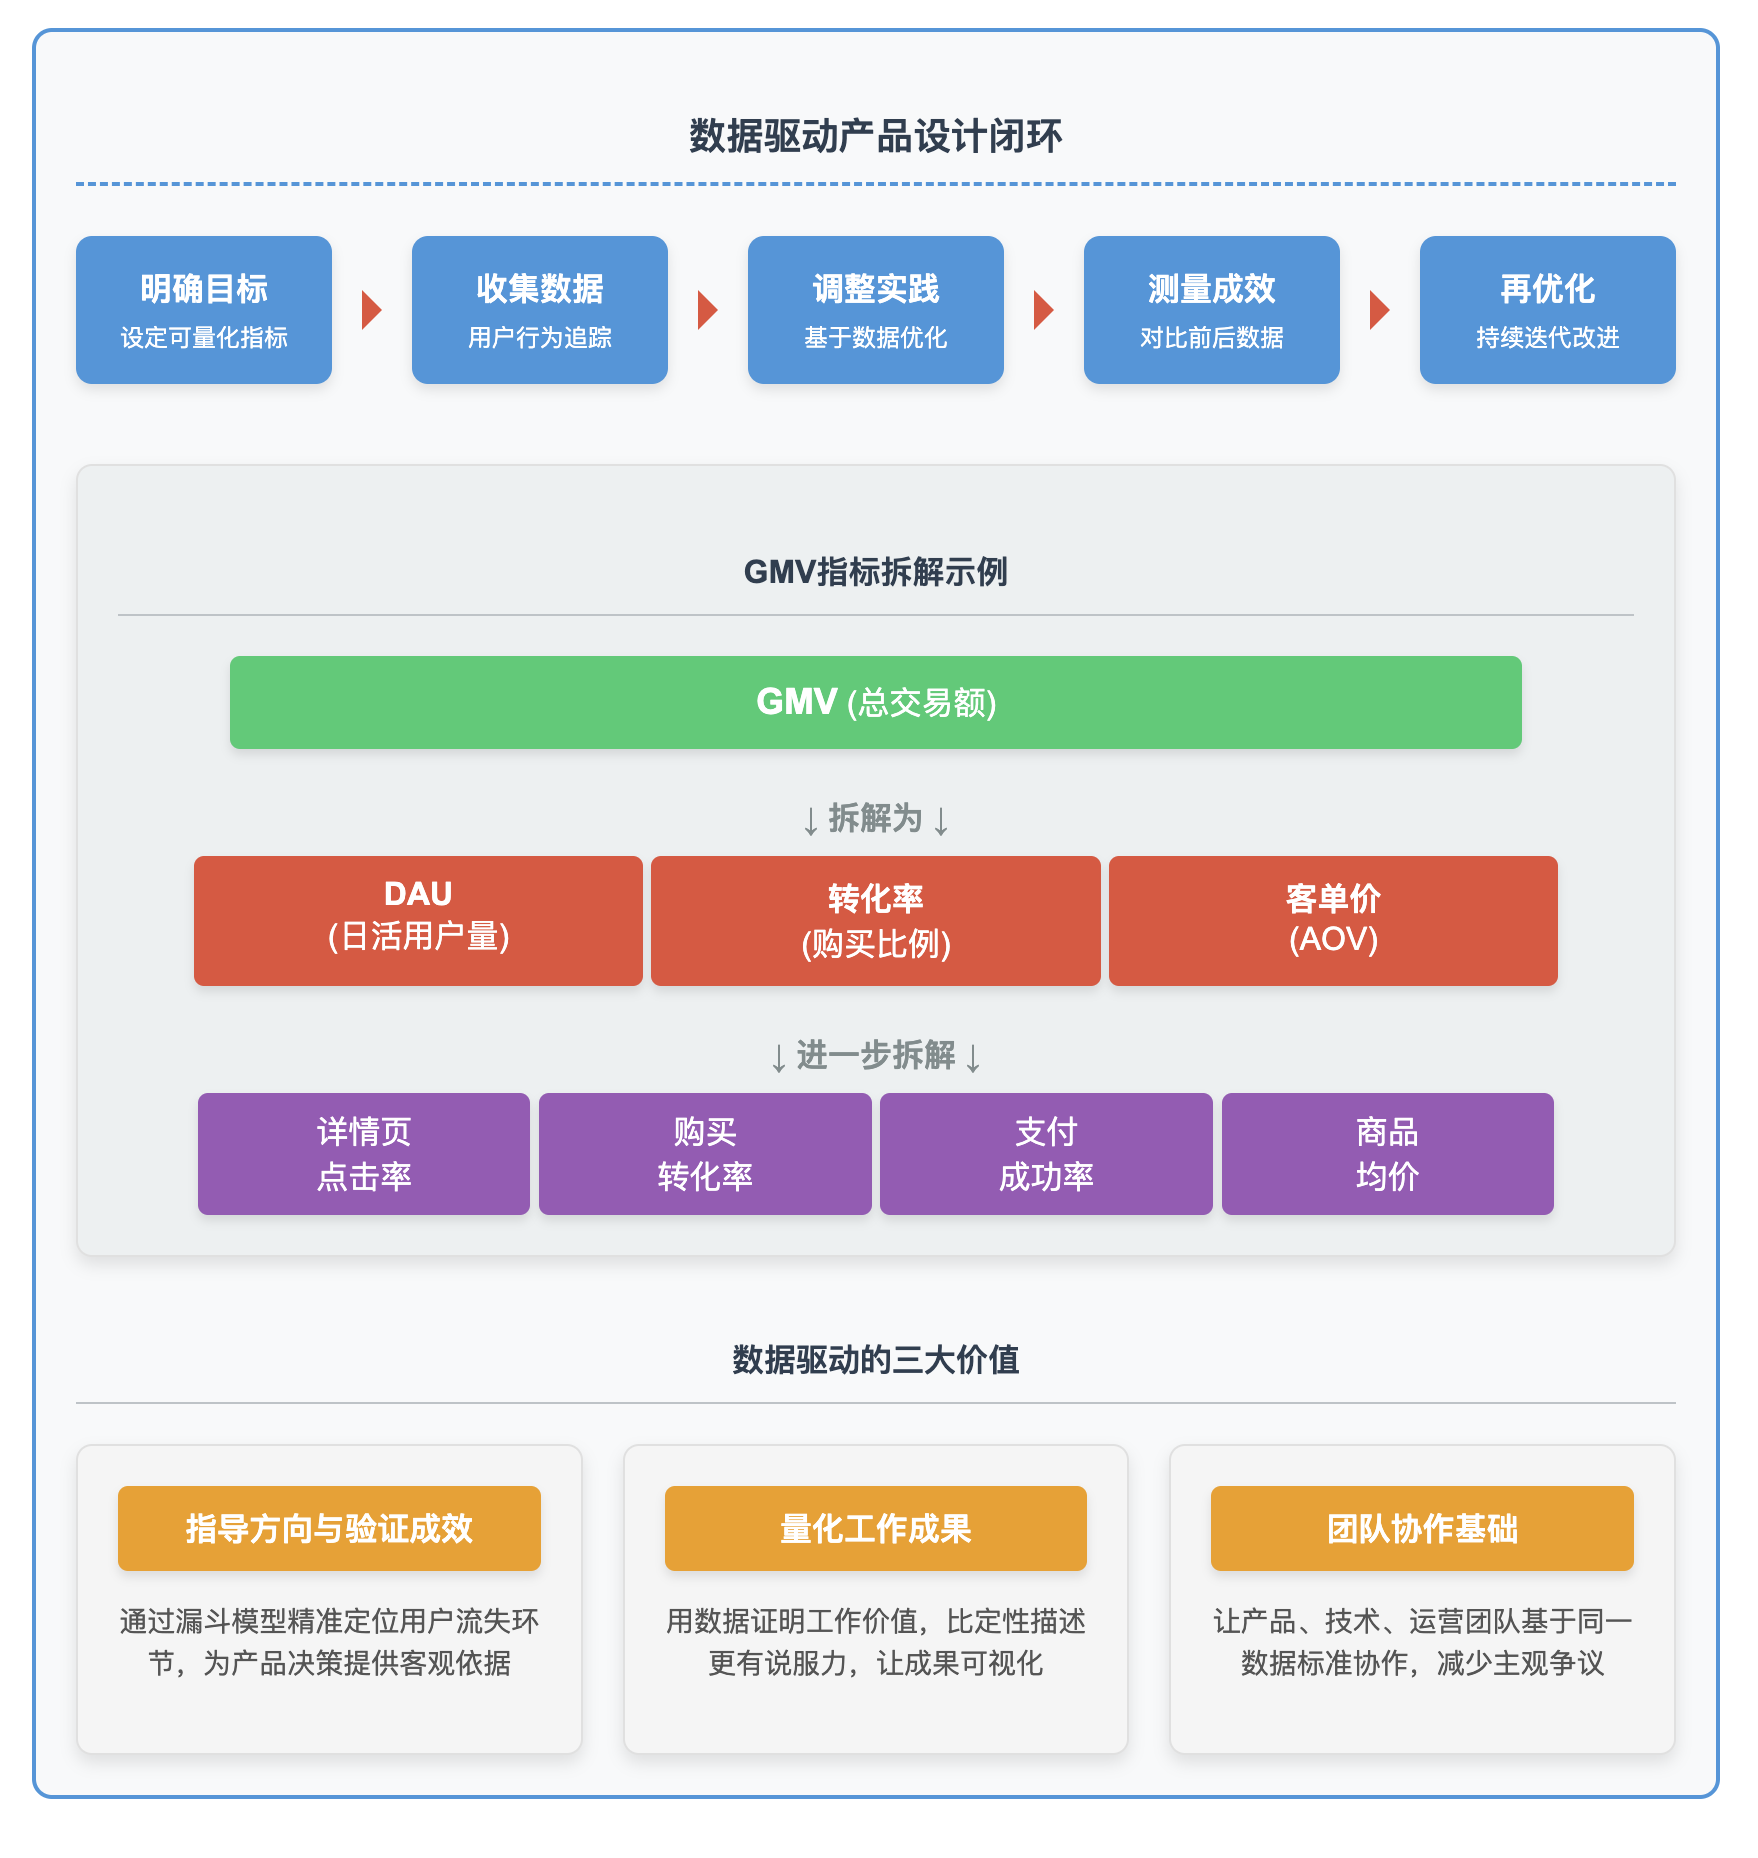 数据驱动产品设计闭环
明确目标
设定可量化指标
收集数据
用户行为追踪
调整实践
基于数据优化
测量成效
对比前后数据
再优化
持续迭代改进
GMV指标拆解示例
GMV (总交易额)
↓ 拆解为 ↓
DAU
(日活用户量)
转化率
(购买比例)
客单价
(AOV)
↓ 进一步拆解 ↓
详情页
点击率
购买
转化率
支付
成功率
商品
均价
数据驱动的三大价值
指导方向与验证成效
通过漏斗模型精准定位用户流失环
节，为产品决策提供客观依据
量化工作成果
用数据证明工作价值，比定性描述
更有说服力，让成果可视化
团队协作基础
让产品、技术、运营团队基于同一
数据标准协作，减少主观争议